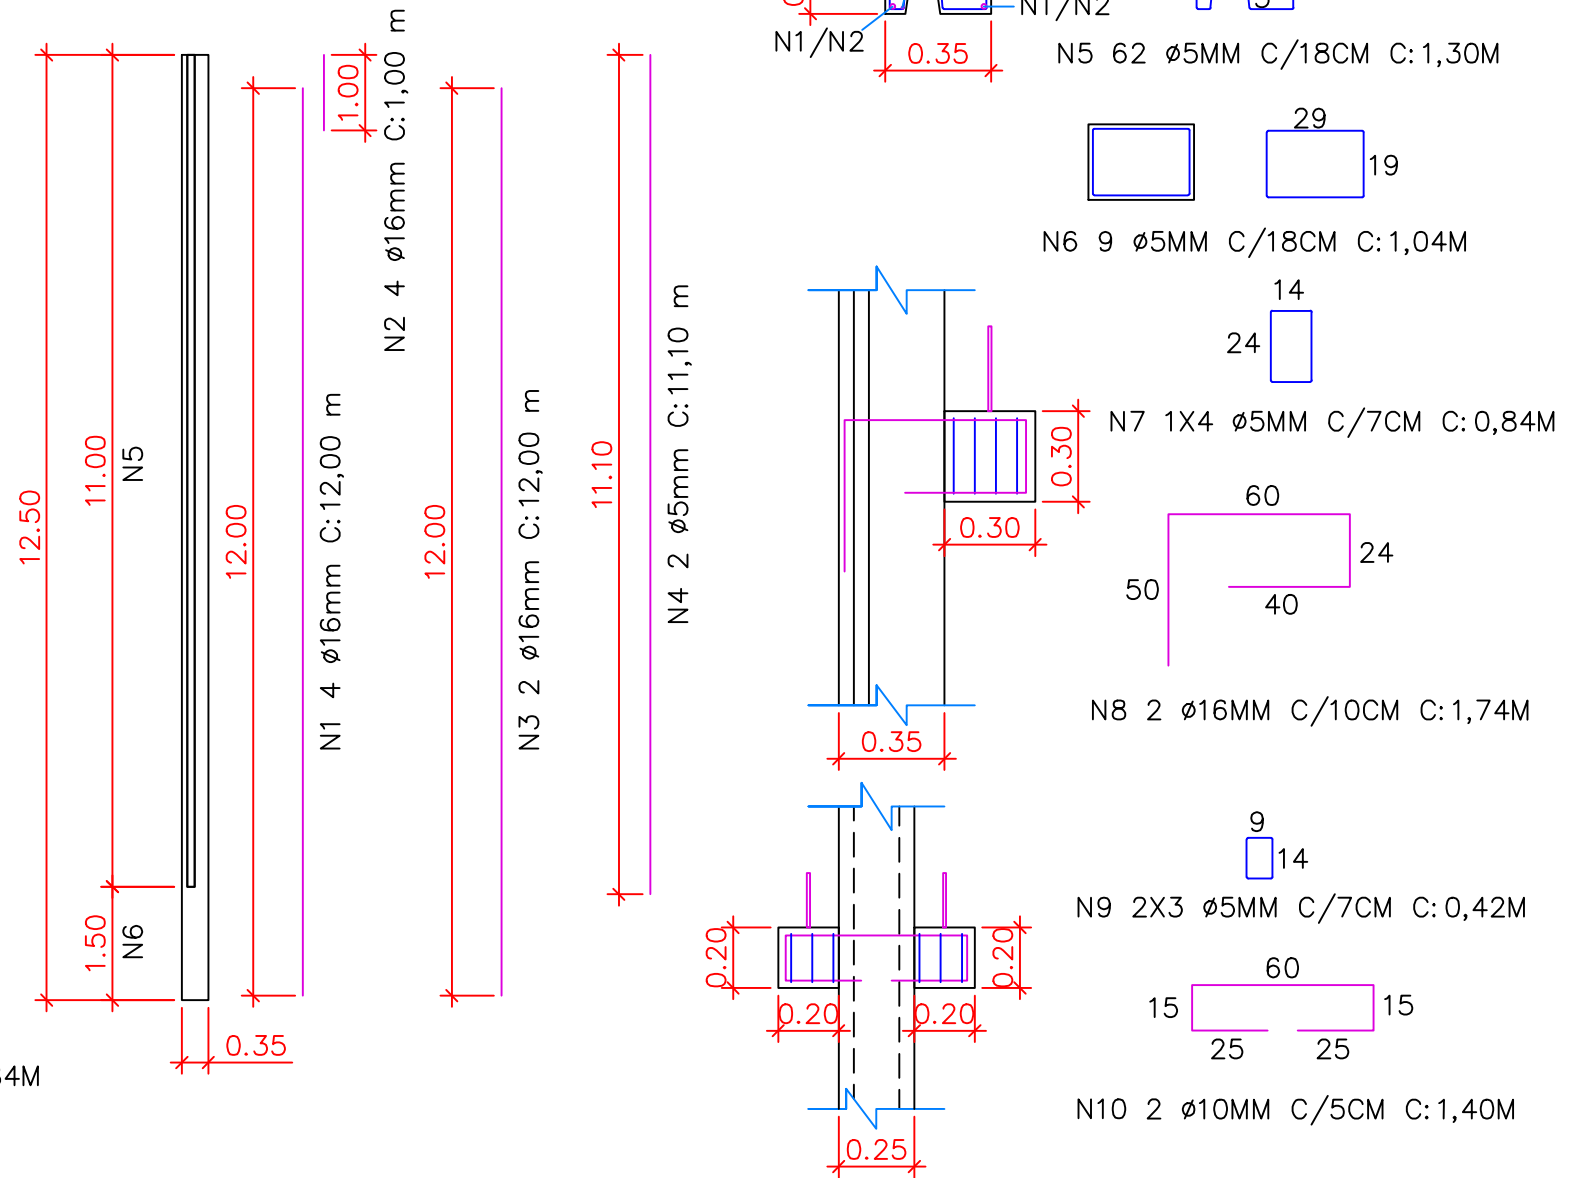 N1/N2
N1/N2
0.35
N5 62 ø5MM C/18CM C:1,30M
29
19
N6 9 ø5MM C/18CM C:1,04M
14
24
N7 1X4 ø5MM C/7CM C:0,84M
60
24
50
40
N8 2 ø16MM C/10CM C:1,74M
9
14
N9 2X3 ø5MM C/7CM C:0,42M
60
15
15
25
25
N10 2 ø10MM C/5CM C:1,40M
12.50
11.00
N5
1.50
N6
0.35
12.00
N1 4 ø16mm C:12,00 m
1.00
N2 4 ø16mm C:1,00 m
12.00
N3 2 ø16mm C:12,00 m
11.10
N4 2 ø5mm C:11,10 m
0.30
0.30
0.35
0.20
0.20
0.20
0.20
0.25
4M